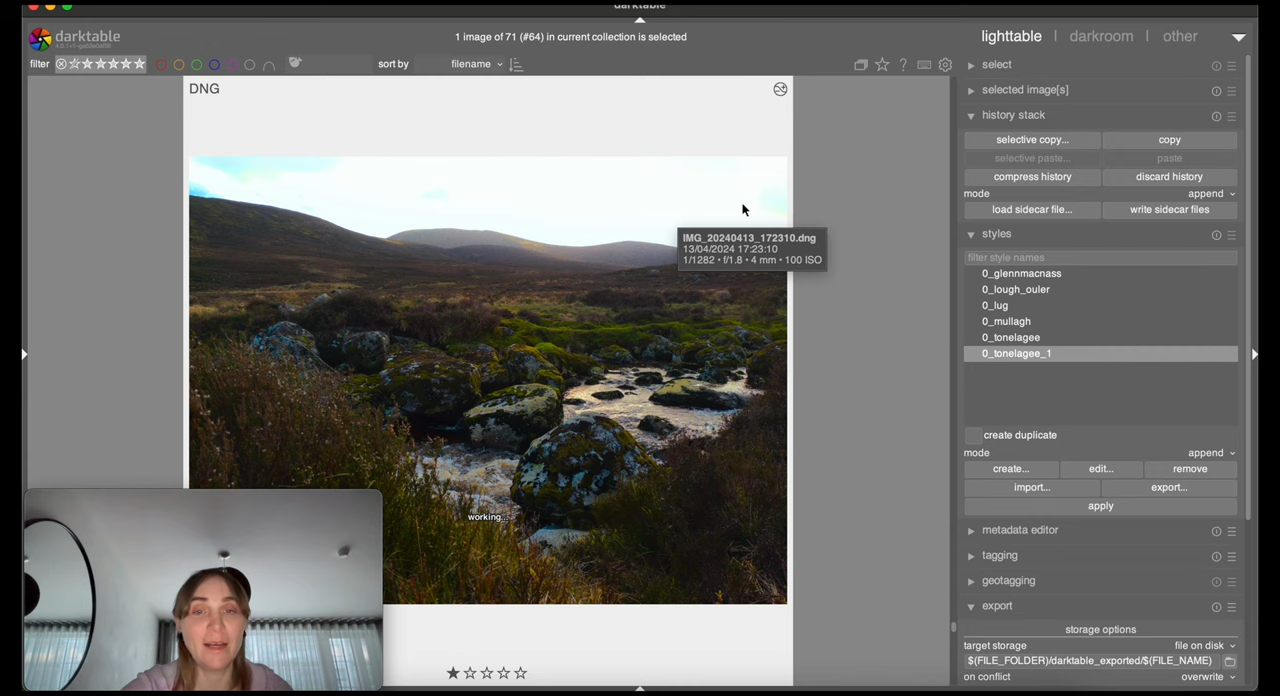 darktable
darktable
1 image of 71 (#64) in current collection is selected
lighttable | darkroom | other
filter
sort by filename
DNG
IMG_20240413_172310.dng
13/04/2024 17:23:10
1/1282 • f/1.8 • 4 mm • 100 ISO
working...
select
selected image[s]
history stack
selective copy... copy
selective paste... paste
compress history discard history
mode append
load sidecar file... write sidecar files
styles
filter style names
0_glennmacnass
0_lough_ouler
0_lug
0_mullagh
0_tonelagee
0_tonelagee_1
create duplicate
mode append
create... edit... remove
import... export...
apply
metadata editor
tagging
geotagging
export
storage options
target storage file on disk
$(FILE_FOLDER)/darktable_exported/$(FILE_NAME)
on conflict overwrite